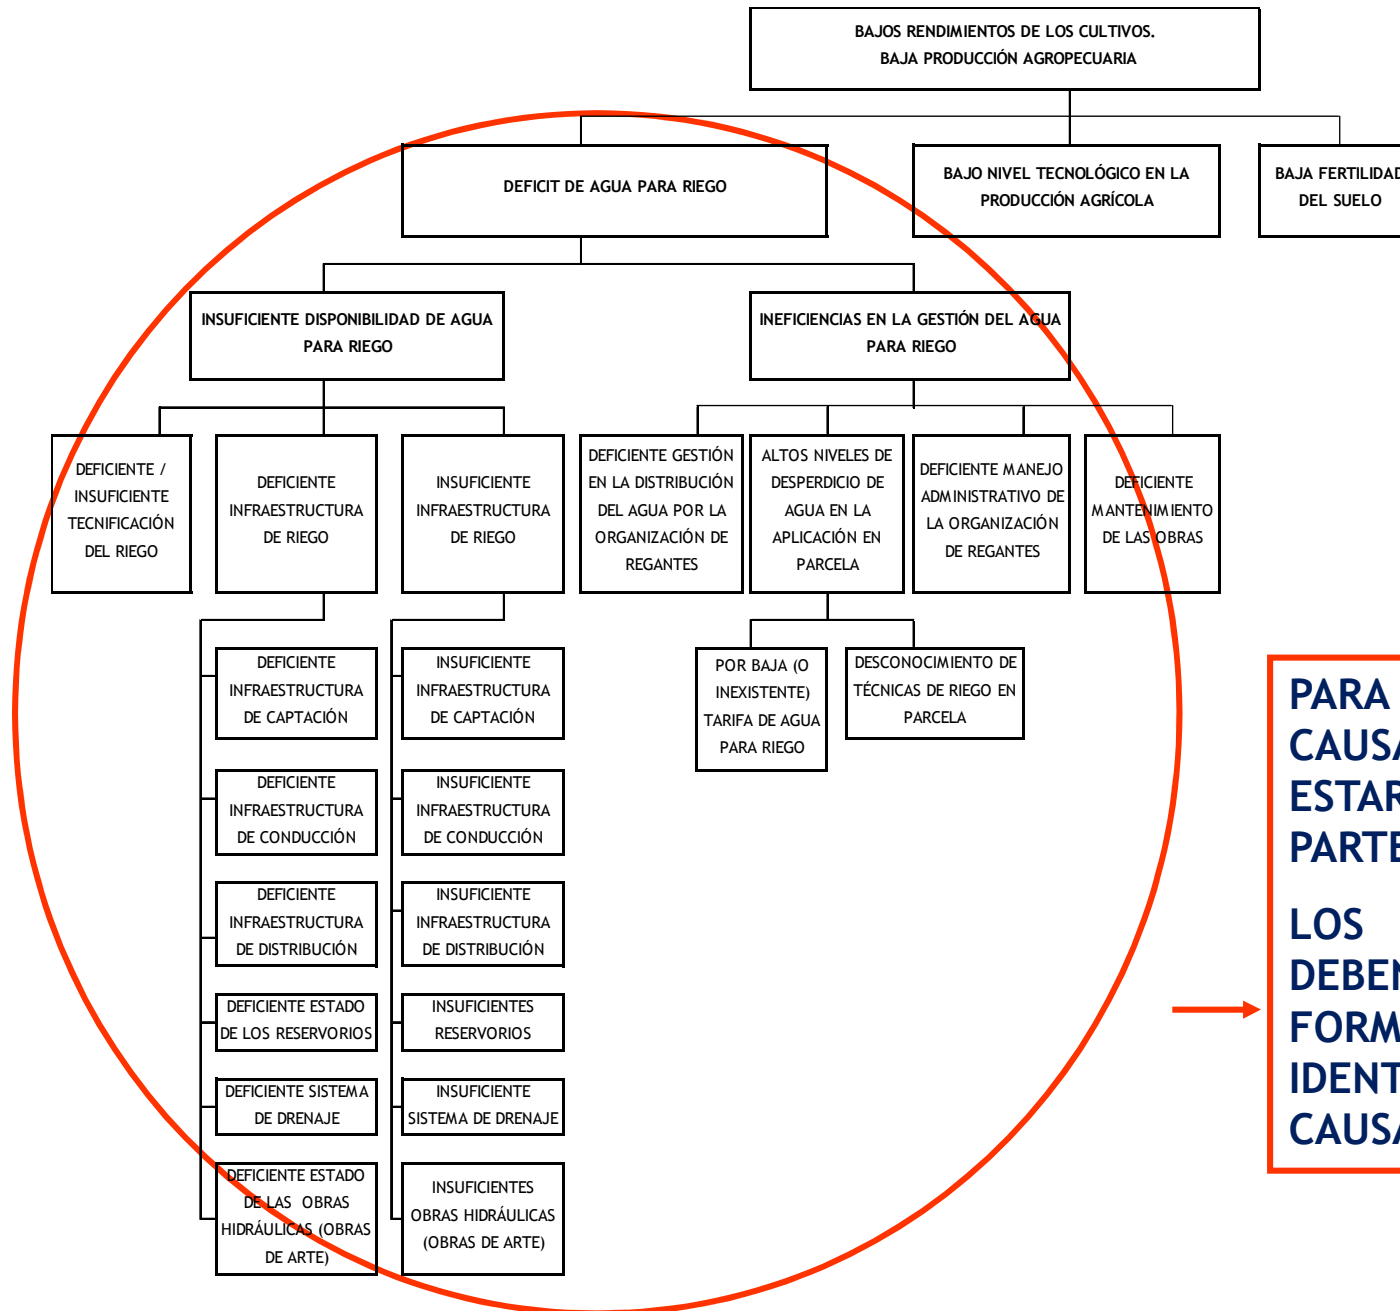 BAJOS RENDIMIENTOS DE LOS CULTIVOS.
BAJA PRODUCCIÓN AGROPECUARIA
DEFICIT DE AGUA PARA RIEGO
BAJO NIVEL TECNOLÓGICO EN LA
PRODUCCIÓN AGRÍCOLA
BAJA FERTILIDAD
DEL SUELO
INSUFICIENTE DISPONIBILIDAD DE AGUA
PARA RIEGO
INEFICIENCIAS EN LA GESTIÓN DEL AGUA
PARA RIEGO
DEFICIENTE /
INSUFICIENTE
TECNIFICACIÓN
DEL RIEGO
DEFICIENTE
INFRAESTRUCTURA
DE RIEGO
INSUFICIENTE
INFRAESTRUCTURA
DE RIEGO
DEFICIENTE GESTIÓN
EN LA DISTRIBUCIÓN
DEL AGUA POR LA
ORGANIZACIÓN DE
REGANTES
ALTOS NIVELES DE
DESPERDICIO DE
AGUA EN LA
APLICACIÓN EN
PARCELA
DEFICIENTE MANEJO
ADMINISTRATIVO DE
LA ORGANIZACIÓN
DE REGANTES
DEFICIENTE
MANTENIMIENTO
DE LAS OBRAS
DEFICIENTE
INFRAESTRUCTURA
DE CAPTACIÓN
INSUFICIENTE
INFRAESTRUCTURA
DE CAPTACIÓN
POR BAJA (O
INEXISTENTE)
TARIFA DE AGUA
PARA RIEGO
DESCONOCIMIENTO DE
TÉCNICAS DE RIEGO EN
PARCELA
DEFICIENTE
INFRAESTRUCTURA
DE CONDUCCIÓN
INSUFICIENTE
INFRAESTRUCTURA
DE CONDUCCIÓN
DEFICIENTE
INFRAESTRUCTURA
DE DISTRIBUCIÓN
INSUFICIENTE
INFRAESTRUCTURA
DE DISTRIBUCIÓN
DEFICIENTE ESTADO
DE LOS RESERVORIOS
INSUFICIENTES
RESERVORIOS
DEFICIENTE SISTEMA
DE DRENAJE
INSUFICIENTE
SISTEMA DE DRENAJE
DEFICIENTE ESTADO
DE LAS OBRAS
HIDRÁULICAS (OBRAS
DE ARTE)
INSUFICIENTES
OBRAS HIDRÁULICAS
(OBRAS DE ARTE)
PARA
CAUSA
ESTAR
PARTE
LOS
DEBEN
FORM
IDENT
CAUSA